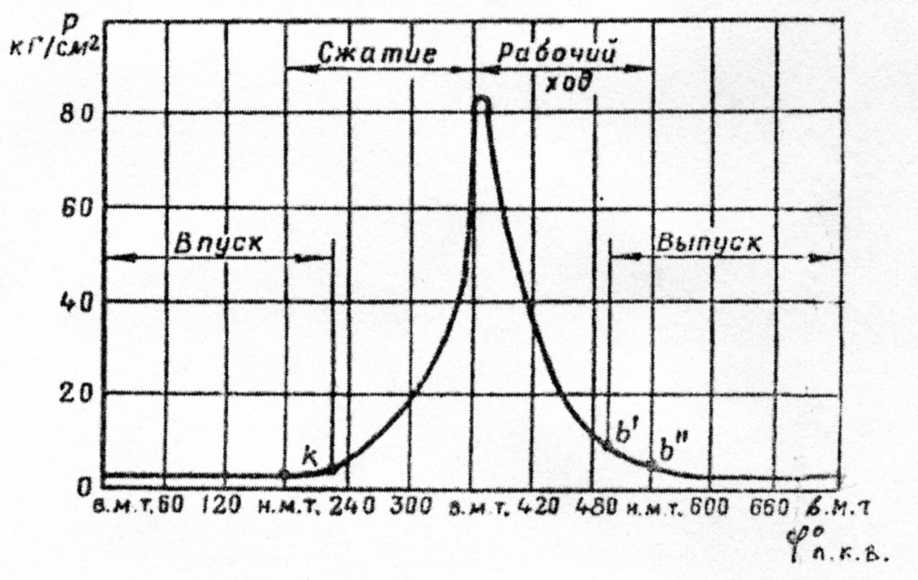 P
кГ/см²
Сжатие
Рабочий
ход
80
60
Впуск
Выпуск
40
20
k
b'
b"
0
в.м.т. 60 120 н.м.т. 240 300 в.м.т. 420 480 н.м.т. 600 660 в.м.т
φ° п.к.в.